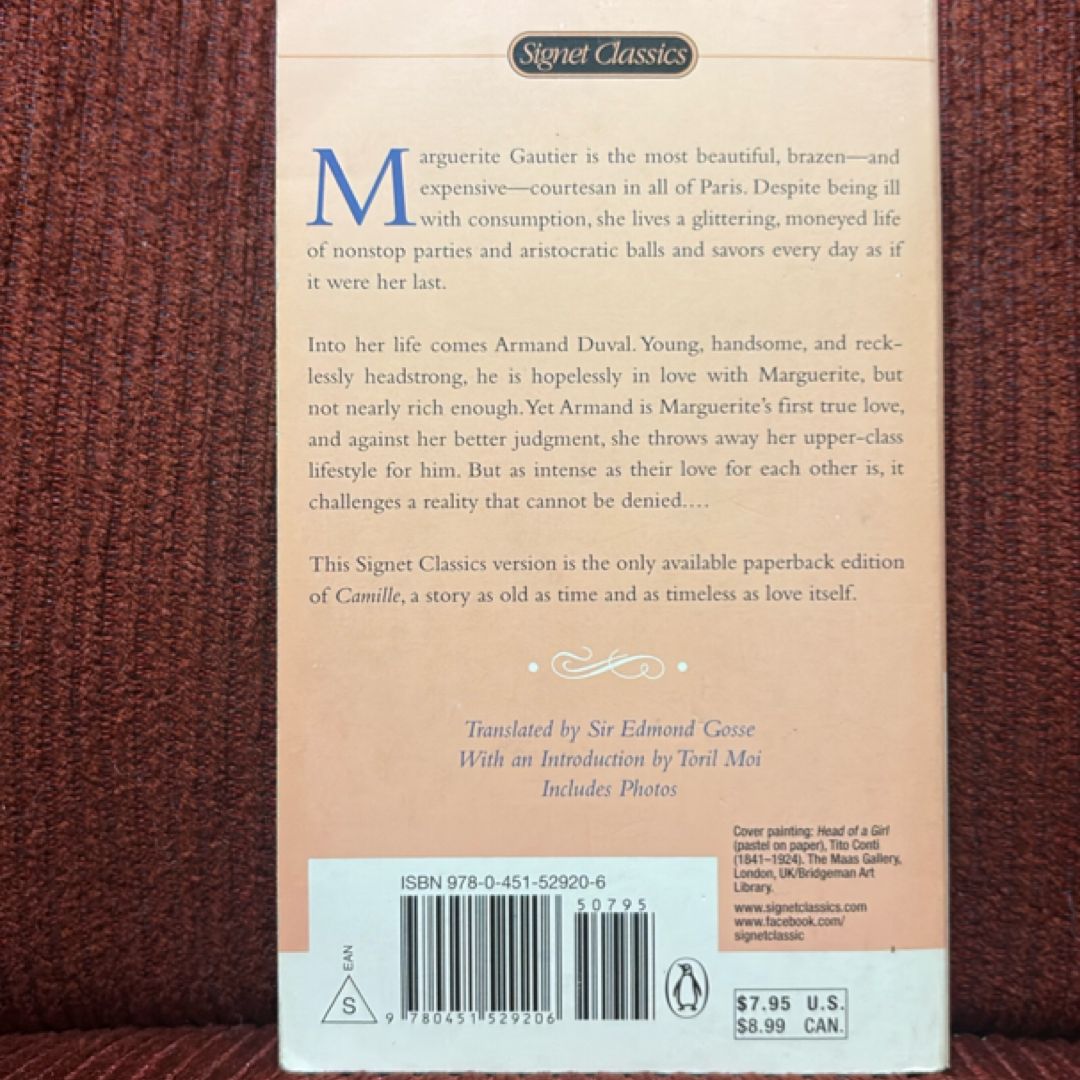 Signet Classics
Marguerite Gautier is the most beautiful, brazen—and
expensive—courtesan in all of Paris. Despite being ill
with consumption, she lives a glittering, moneyed life
of nonstop parties and aristocratic balls and savors every day as if
it were her last.
Into her life comes Armand Duval. Young, handsome, and reck-
lessly headstrong, he is hopelessly in love with Marguerite, but
not nearly rich enough. Yet Armand is Marguerite's first true love,
and against her better judgment, she throws away her upper-class
lifestyle for him. But as intense as their love for each other is, it
challenges a reality that cannot be denied....
This Signet Classics version is the only available paperback edition
of Camille, a story as old as time and as timeless as love itself.
Translated by Sir Edmond Gosse
With an Introduction by Toril Moi
Includes Photos
Cover painting: Head of a Girl
(pastel on paper), Tito Conti
(1841–1924). The Maas Gallery,
London, UK/Bridgeman Art
Library.
www.signetclassics.com
www.facebook.com/
signetclassic
ISBN 978-0-451-52920-6
50795
EAN
S
9 780451 529206
$7.95 U.S.
$8.99 CAN.